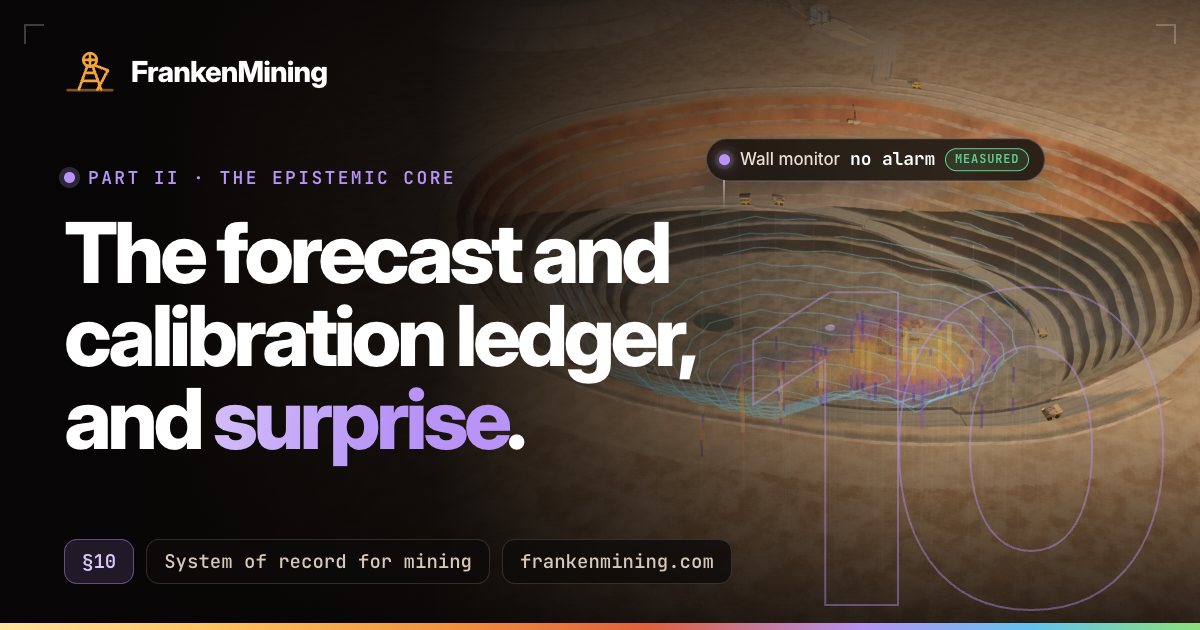 FrankenMining
PART II · THE EPISTEMIC CORE
Wall monitor no alarm MEASURED
The forecast and
calibration ledger,
and surprise.
10
§10
System of record for mining
frankenmining.com